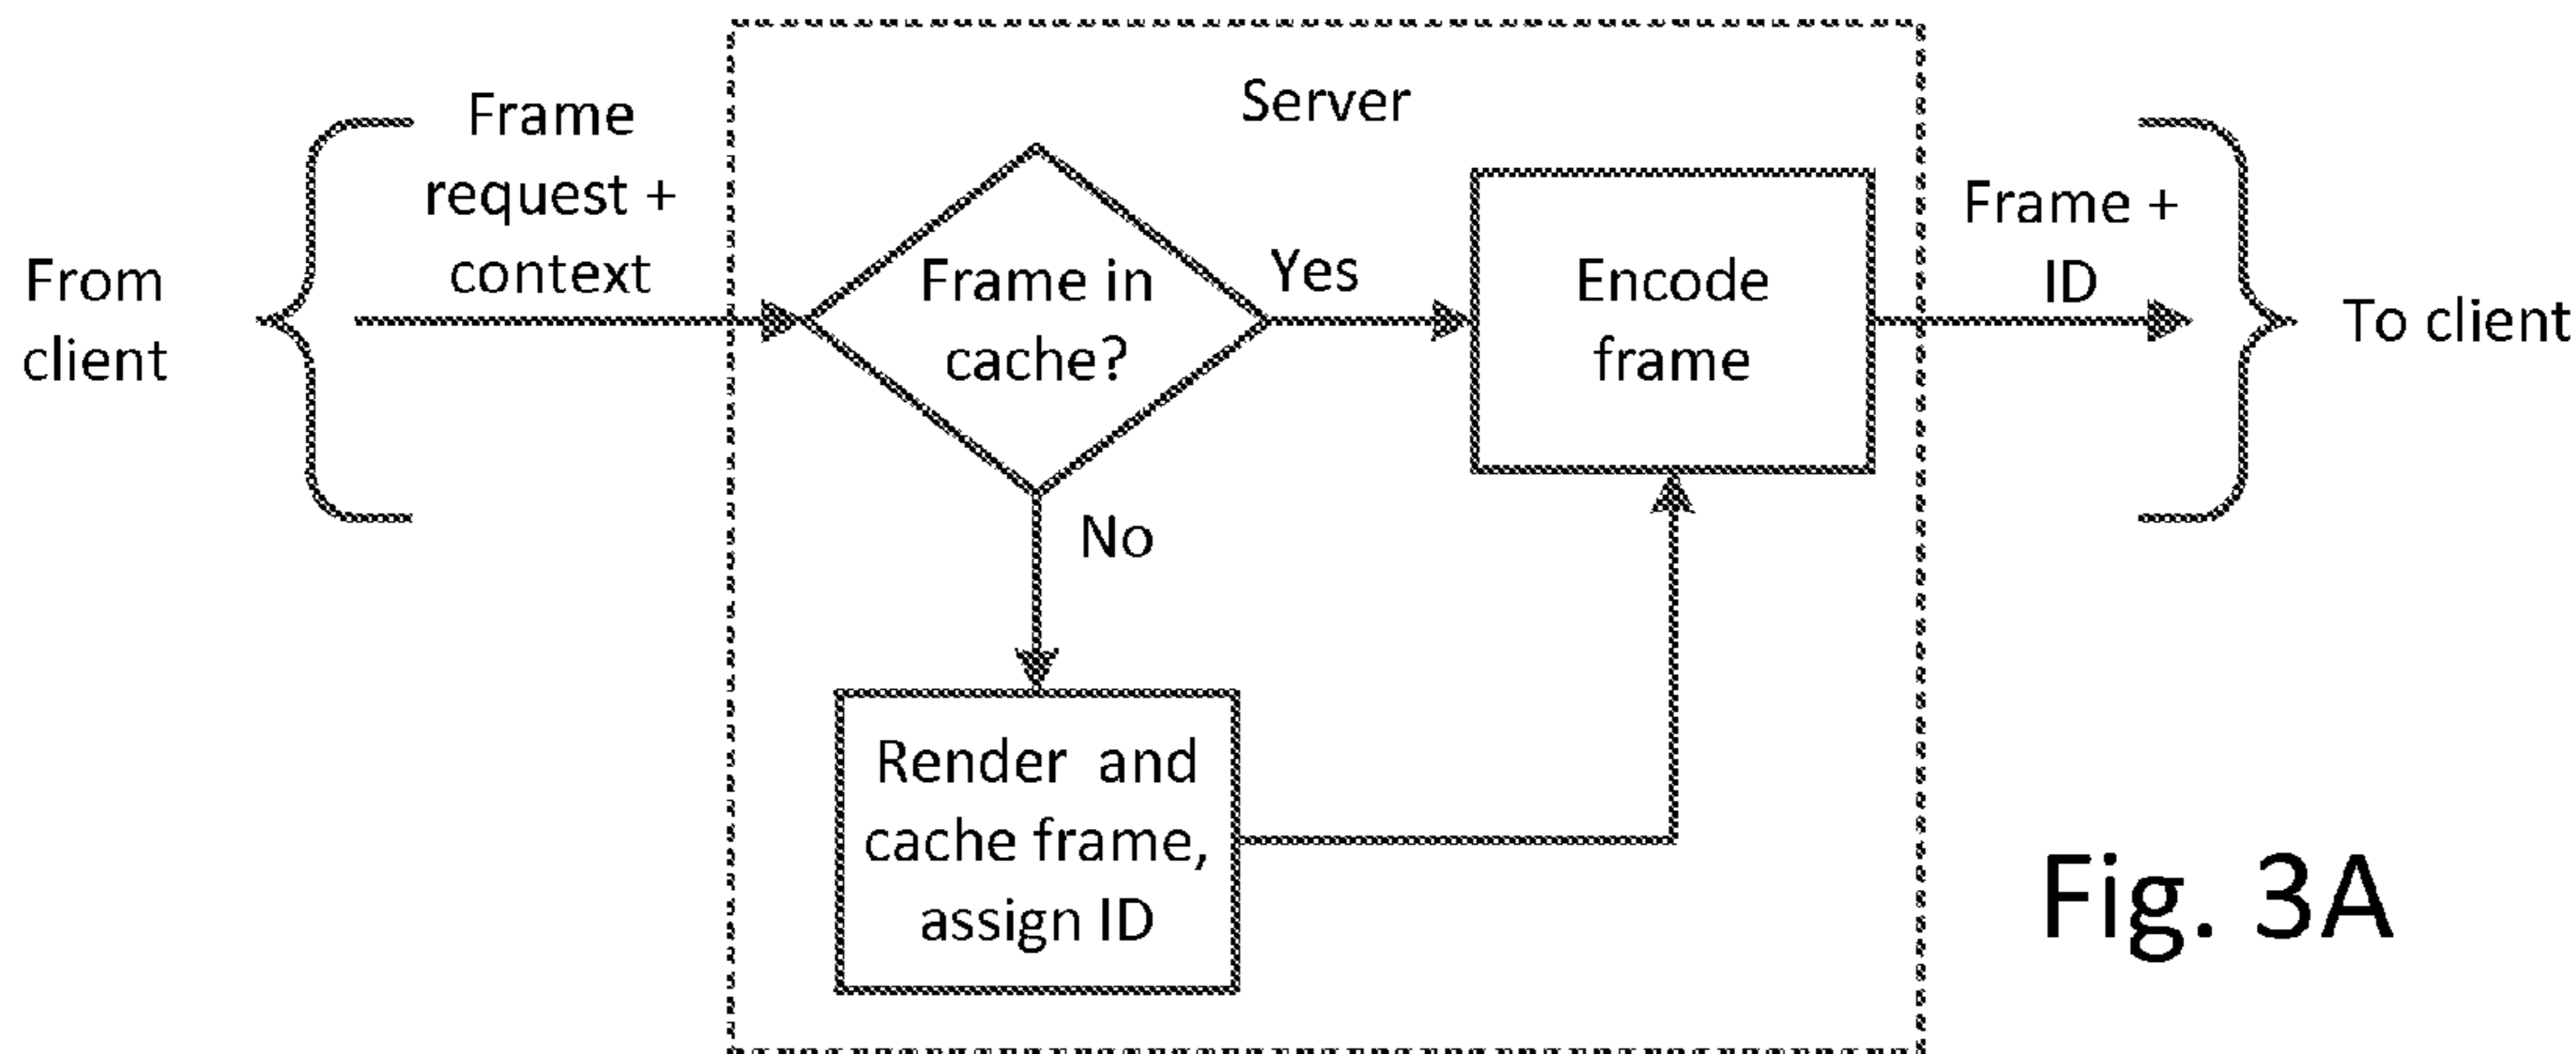 From
client
Frame
request +
context
Server
Frame in
cache?
Yes
No
Encode
frame
Render and
cache frame,
assign ID
Frame +
ID
To client
Fig. 3A